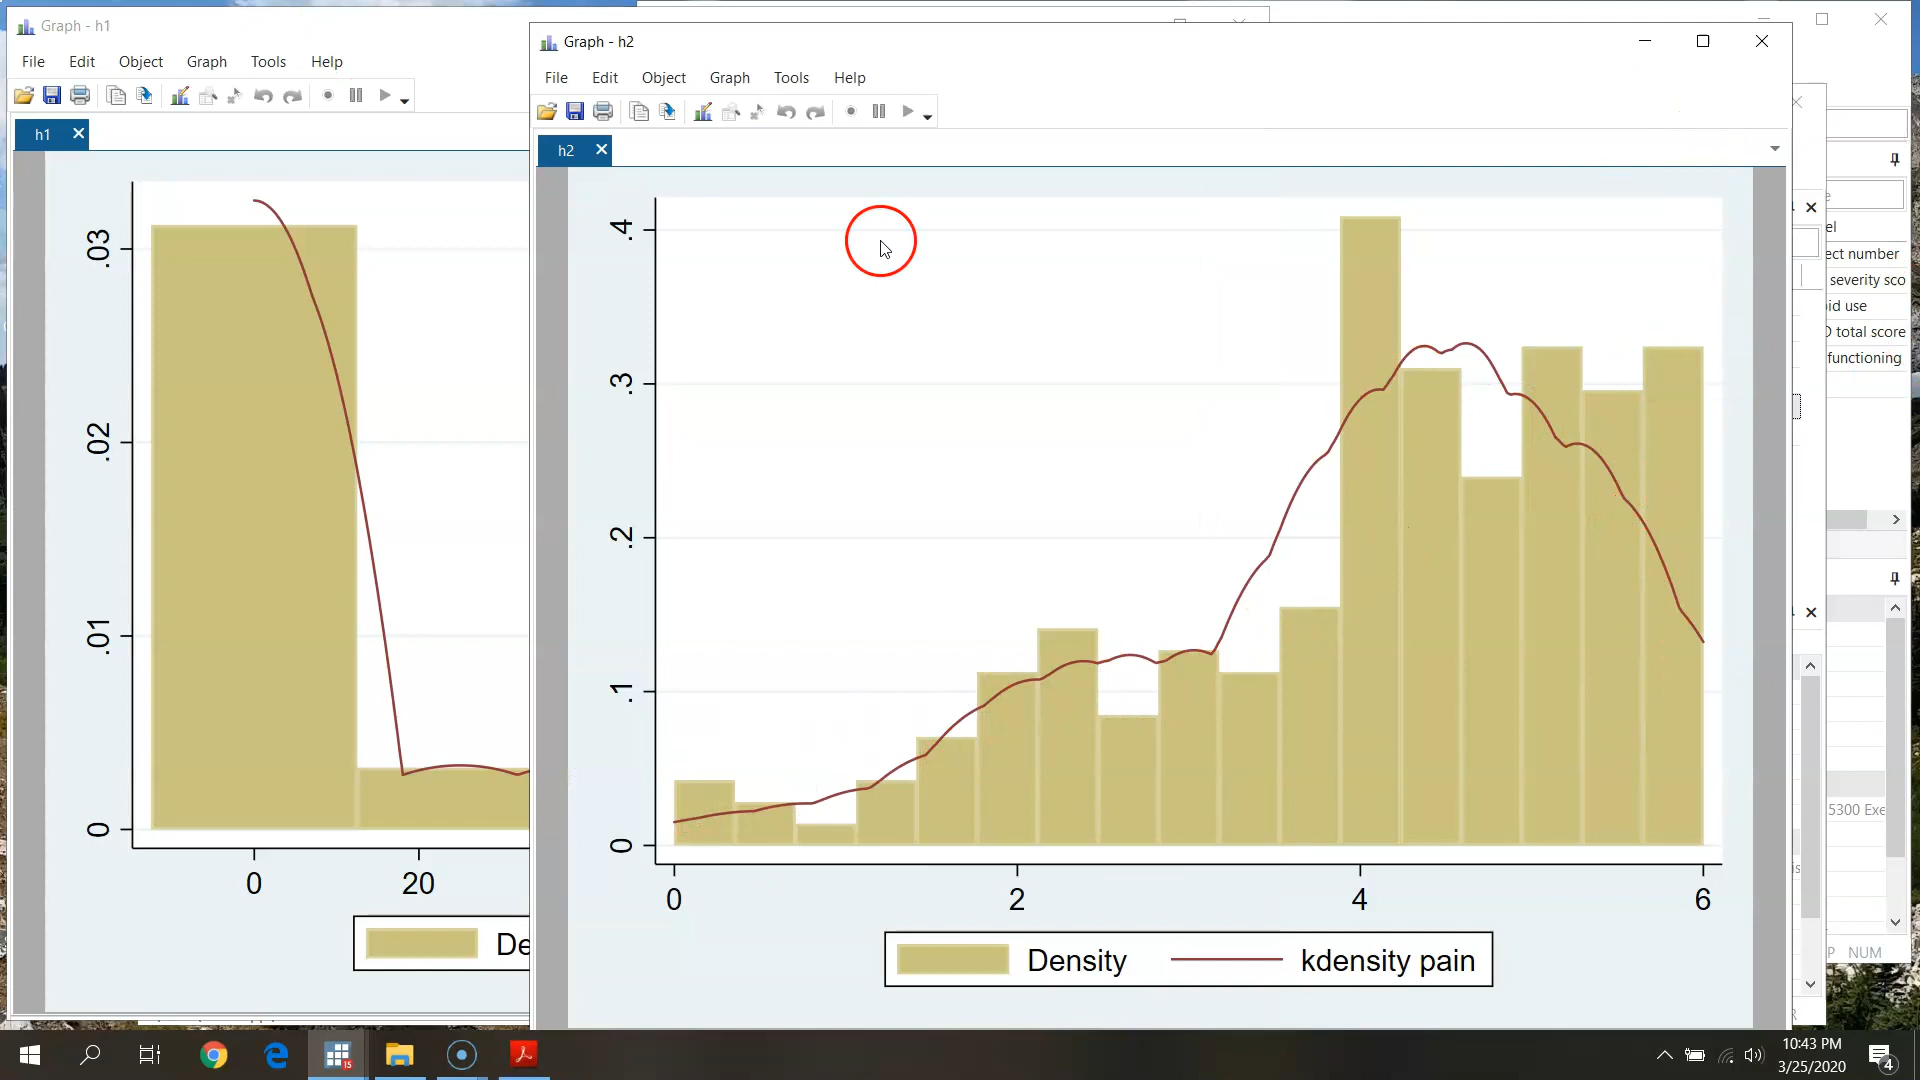 Graph - h1
File Edit Object Graph Tools Help
h1
.03
.02
.01
0
0 20
De
Graph - h2
File Edit Object Graph Tools Help
h2
.4
.3
.2
.1
0
0 2 4 6
Density kdensity pain
el
ect number
severity sco
id use
D total score
functioning
5300 Exe
P NUM
15
10:43 PM
3/25/2020
4